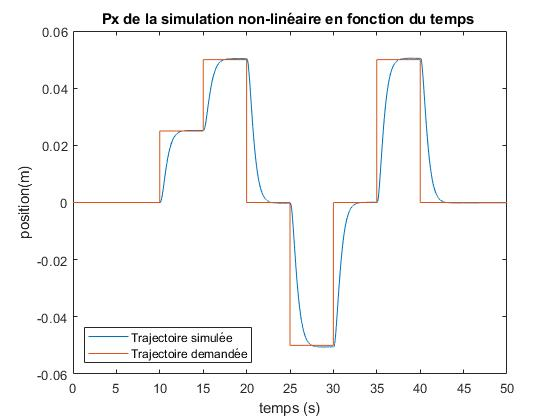 Px de la simulation non-linéaire en fonction du temps
0.06
0.04
0.02
0
-0.02
-0.04
-0.06
position(m)
Trajectoire simulée
Trajectoire demandée
0 5 10 15 20 25 30 35 40 45 50
temps (s)